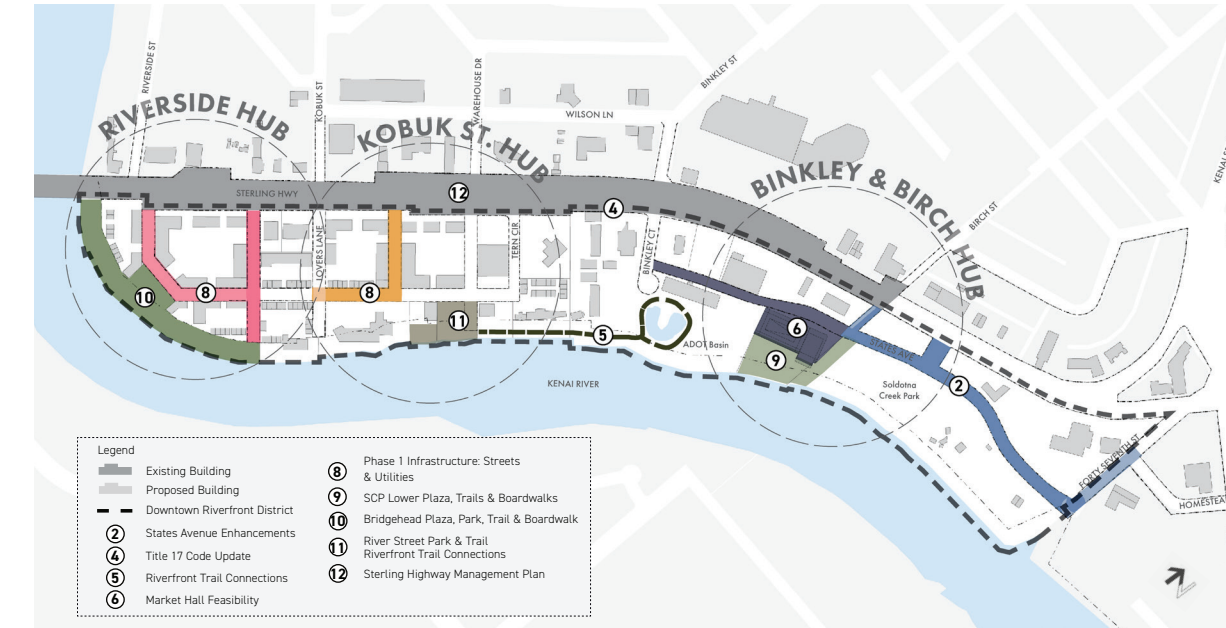 RIVERSIDE ST
KOBUK ST
WAREHOUSE DR
BINKLEY ST
WILSON LN
RIVERSIDE HUB
KOBUK ST. HUB
BINKLEY & BIRCH HUB
BIRCH ST
STERLING HWY
12
4
LOVERS LANE
TERN CIR
BINKLEY CT
10
8
8
11
5
6
9
ADOT Basin
STATES AVE
2
Soldotna
Creek Park
KENAI RIVER
FORTY SEVENTH ST
Legend
Existing Building
Proposed Building
Downtown Riverfront District
2 States Avenue Enhancements
4 Title 17 Code Update
5 Riverfront Trail Connections
6 Market Hall Feasibility
8 Phase 1 Infrastructure: Streets
& Utilities
9 SCP Lower Plaza, Trails & Boardwalks
10 Bridgehead Plaza, Park, Trail & Boardwalk
11 River Street Park & Trail
Riverfront Trail Connections
12 Sterling Highway Management Plan